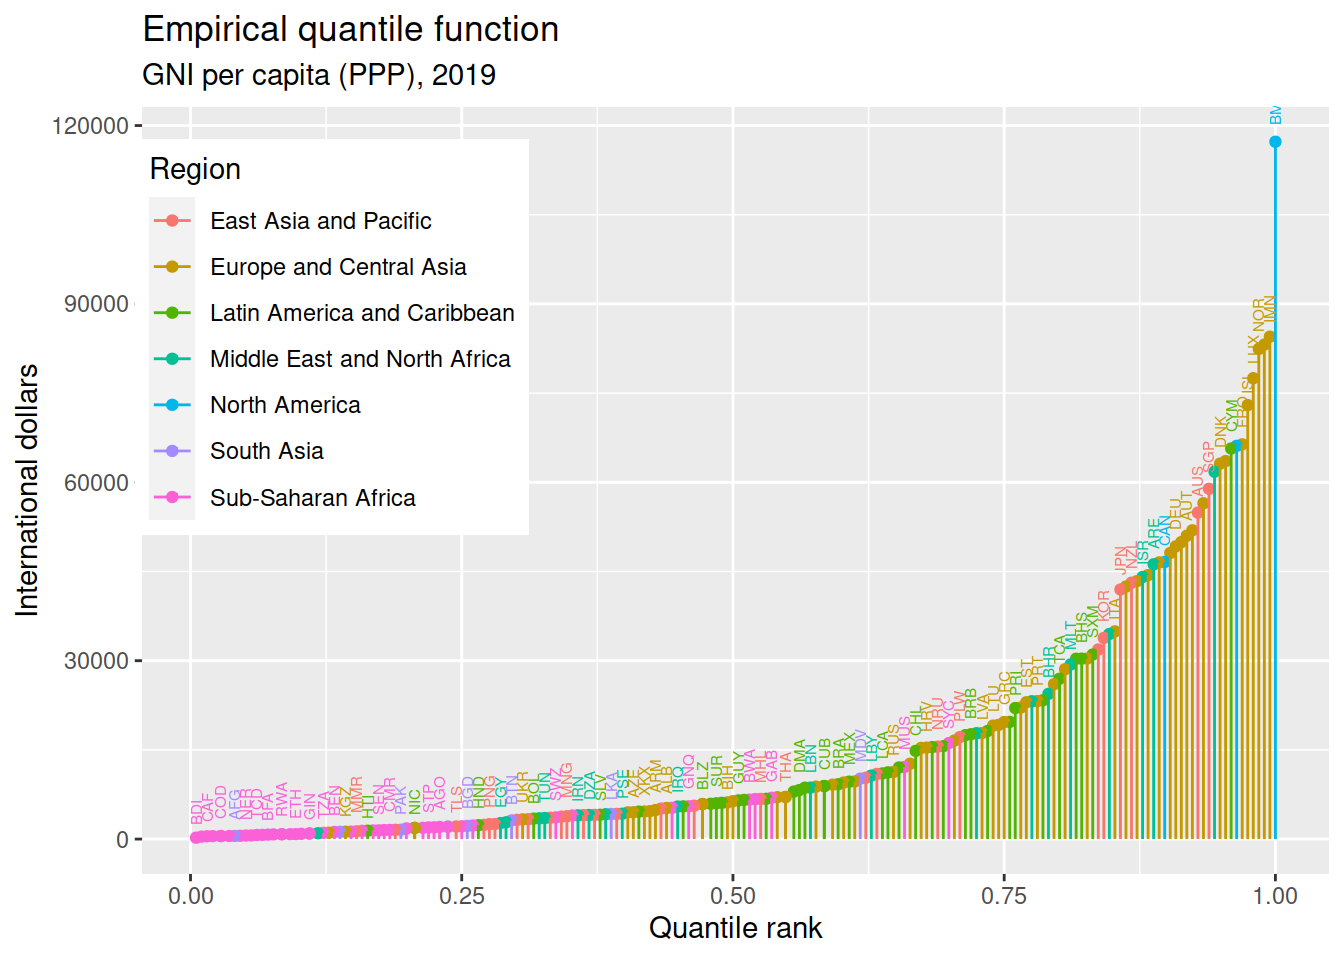 Empirical quantile function
GNI per capita (PPP), 2019
120000
90000
60000
30000
0
International dollars
Region
East Asia and Pacific
Europe and Central Asia
Latin America and Caribbean
Middle East and North Africa
North America
South Asia
Sub-Saharan Africa
BDI
CAF
COD
AFG
NER
TCD
BFA
RWA
ETH
GIN
KEN
KGZ
MMR
HTI
SEN
CMR
PAK
NIC
STP
AGO
TLS
BGD
HND
PNG
EGY
BTN
UKR
BOL
TUN
SWZ
MNG
IRN
DZA
SLV
LKA
PSE
AZE
XKX
ARM
ALB
IRQ
GNQ
BLZ
SUR
BIH
GUY
BWA
MHL
GAB
THA
DMA
LBN
CUB
BRA
MEX
MDV
LBY
LCA
RUS
MUS
CHL
HRV
NRU
SYC
PLW
BRB
LVA
LTU
GRC
PRI
EST
PRT
BHR
TCA
MLT
BHS
SXM
KOR
ITA
JPN
NZL
ISR
ARE
CAN
DEU
AUT
AUS
SGP
DNK
CYM
FRO
ISL
LUX
NOR
IMN
0.00
0.25
0.50
0.75
1.00
Quantile rank